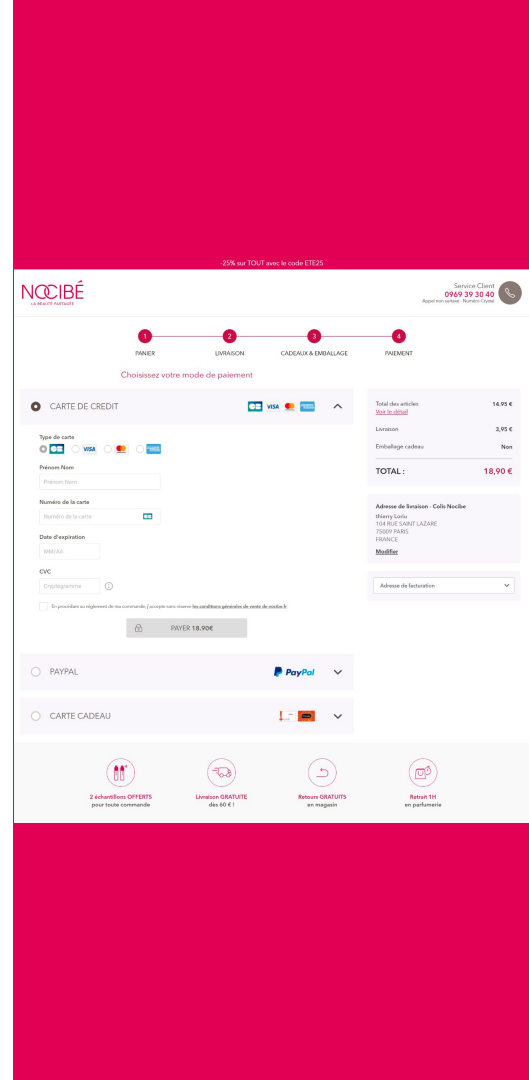 -25% sur TOUT avec le code ETE25
NOCIBÉ
LA BEAUTÉ PARTAGÉE
Service Client
0969 39 30 40
Appel non surtaxé - Numéro Crystal
1
2
3
4
PANIER
LIVRAISON
CADEAUX & EMBALLAGE
PAIEMENT
Choisissez votre mode de paiement
CARTE DE CREDIT
CB VISA
Type de carte
CB
VISA
Prénom Nom
Prénom Nom
Numéro de la carte
Numéro de la carte
Date d'expiration
MM/AA
CVC
Cryptogramme
En procédant au règlement de ma commande, j'accepte sans réserve les conditions générales de vente de nocibe.fr
PAYER 18.90€
PAYPAL
PayPal
CARTE CADEAU
Total des articles 14.95 €
Voir le détail
Livraison 3,95 €
Emballage cadeau Non
TOTAL : 18,90 €
Adresse de livraison - Colis Nocibe
thierry Loriu
104 RUE SAINT LAZARE
75009 PARIS
FRANCE
Modifier
Adresse de facturation
2 échantillons OFFERTS
pour toute commande
Livraison GRATUITE
dès 60 € !
Retours GRATUITS
en magasin
Retrait 1H
en parfumerie